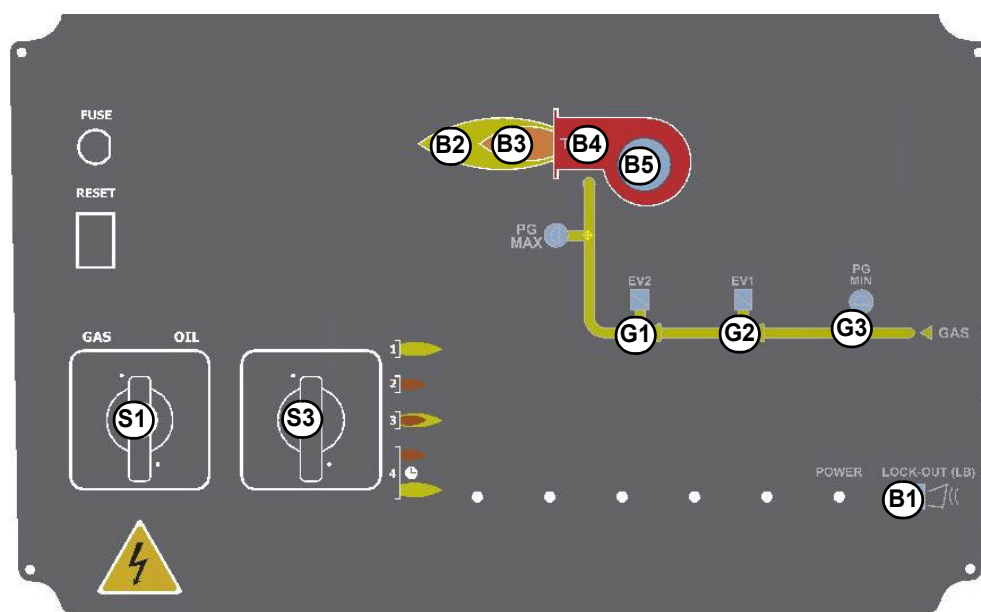 FUSE
B2
B3
B4
B5
RESET
PG
MAX
EV2
EV1
PG
MIN
G1
G2
G3
GAS
GAS
OIL
1
2
3
4
S1
S3
POWER
LOCK-OUT (LB)
B1